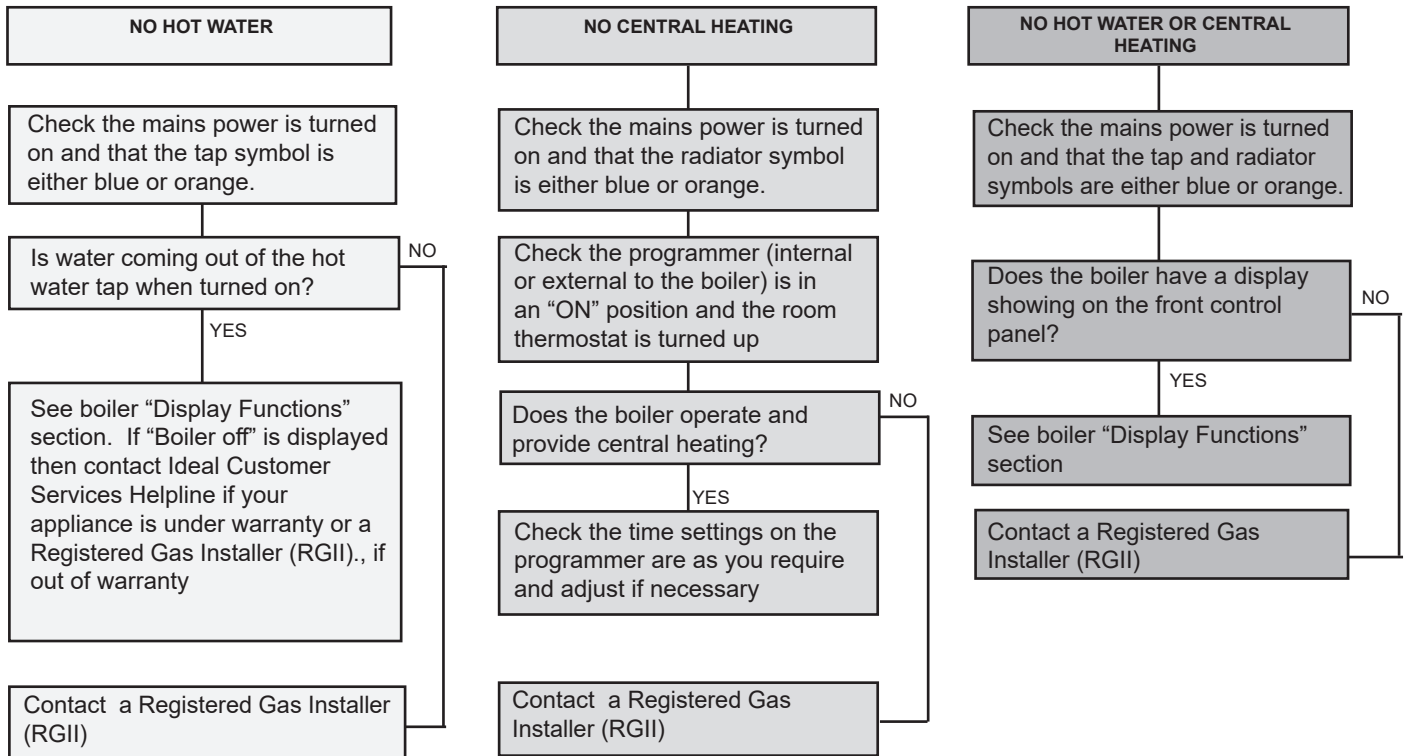 NO HOT WATER
Check the mains power is turned
on and that the tap symbol is
either blue or orange.
Is water coming out of the hot
water tap when turned on?
NO
YES
See boiler “Display Functions”
section.  If “Boiler off” is displayed
then contact Ideal Customer
Services Helpline if your
appliance is under warranty or a
Registered Gas Installer (RGII)., if
out of warranty
Contact  a Registered Gas Installer
(RGII)
NO CENTRAL HEATING
Check the mains power is turned
on and that the radiator symbol
is either blue or orange.
Check the programmer (internal
or external to the boiler) is in
an “ON” position and the room
thermostat is turned up
Does the boiler operate and
provide central heating?
NO
YES
Check the time settings on the
programmer are as you require
and adjust if necessary
Contact  a Registered Gas
Installer (RGII)
NO HOT WATER OR CENTRAL
HEATING
Check the mains power is turned
on and that the tap and radiator
symbols are either blue or orange.
Does the boiler have a display
showing on the front control
panel?
NO
YES
See boiler “Display Functions”
section
Contact a Registered Gas
Installer (RGII)